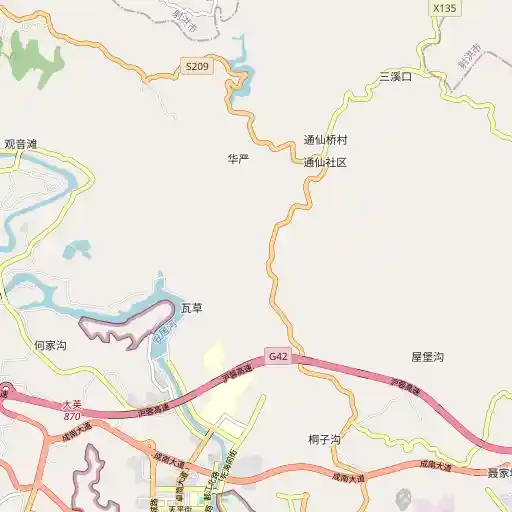 X135
射洪市
射洪市
S209
三溪口
观音滩
通仙桥村
华严
通仙社区
瓦草
何家沟
G42
屋堡沟
沪蓉高速
沪蓉高速
大英
870
沪蓉高速
速
成南大道
桐子沟
成南大道
成南大道
聂家
天平街